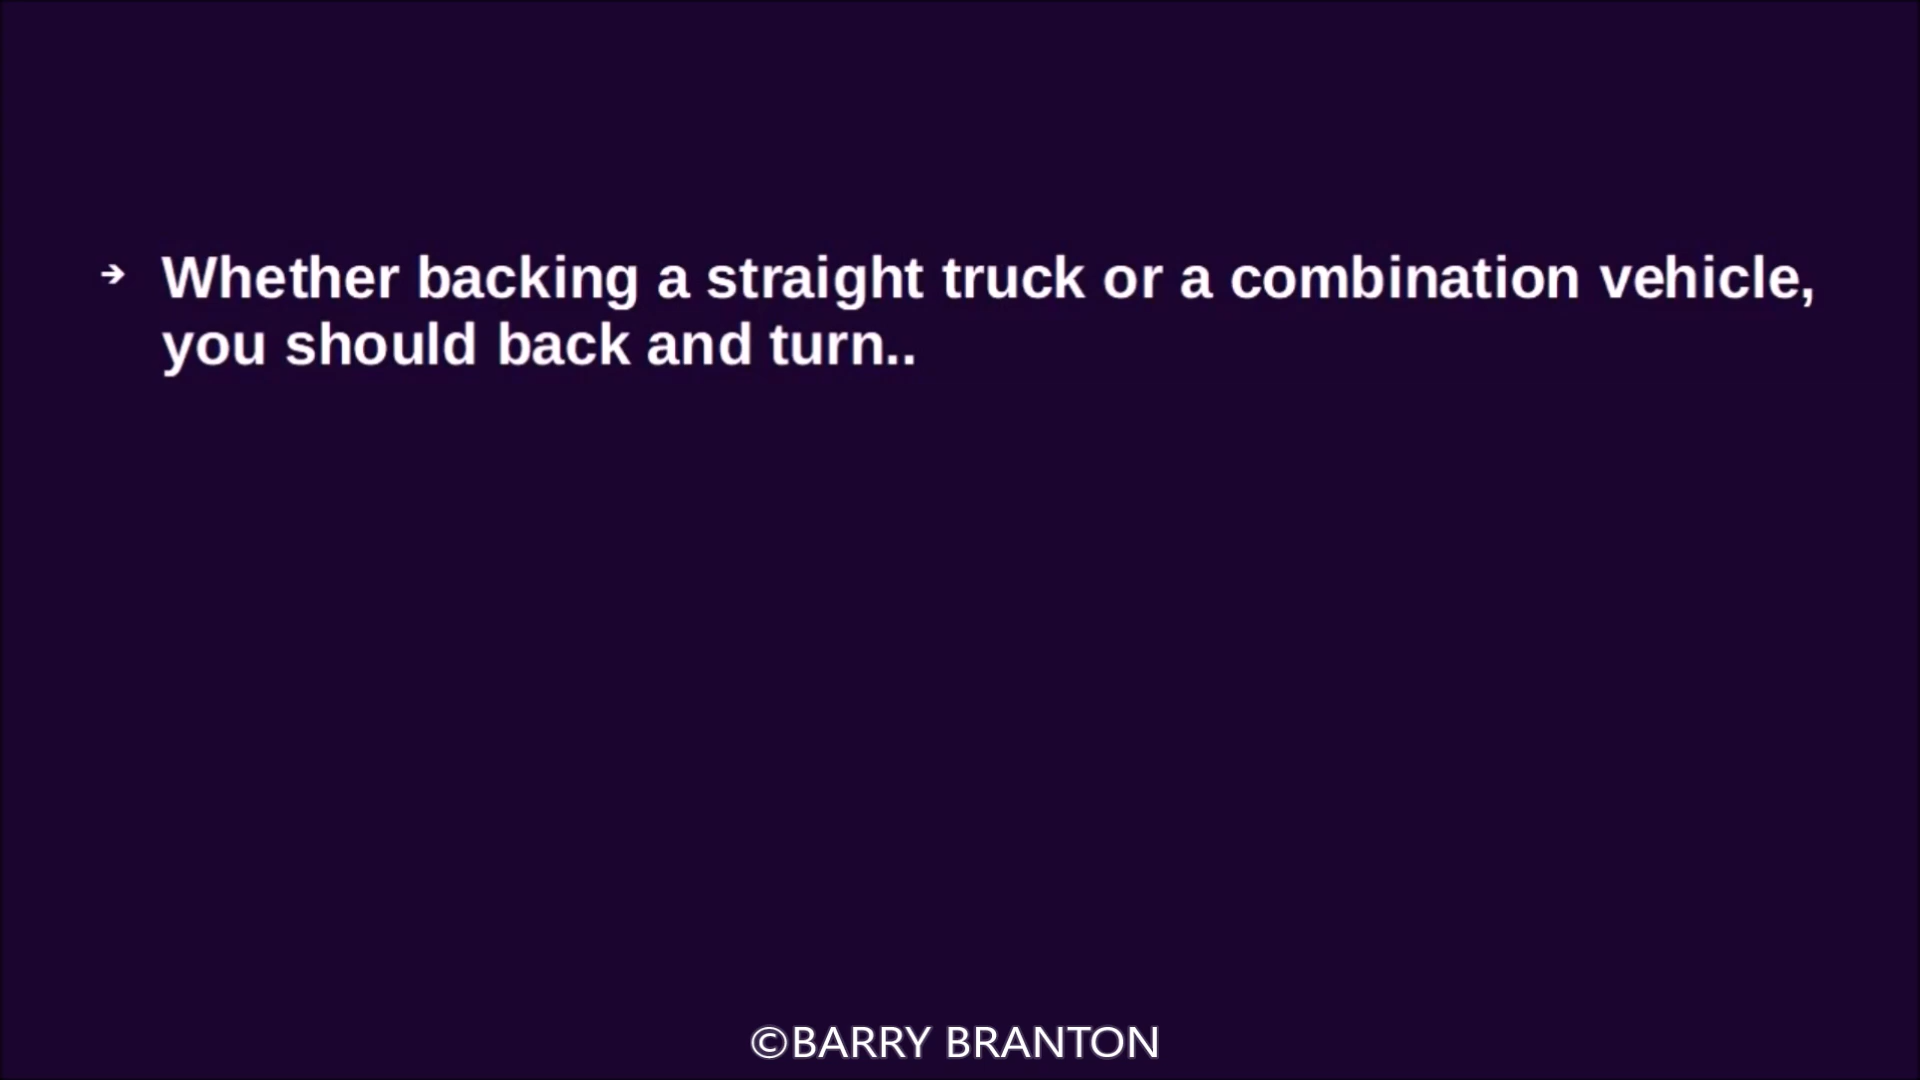 → Whether backing a straight truck or a combination vehicle,
you should back and turn..
©BARRY BRANTON